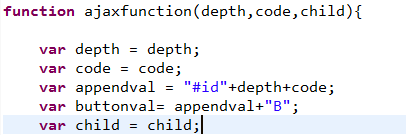 function ajaxfunction(depth,code,child){
var depth = depth;
var code = code;
var appendval = "#id"+depth+code;
var buttonval= appendval+"B";
var child = child;